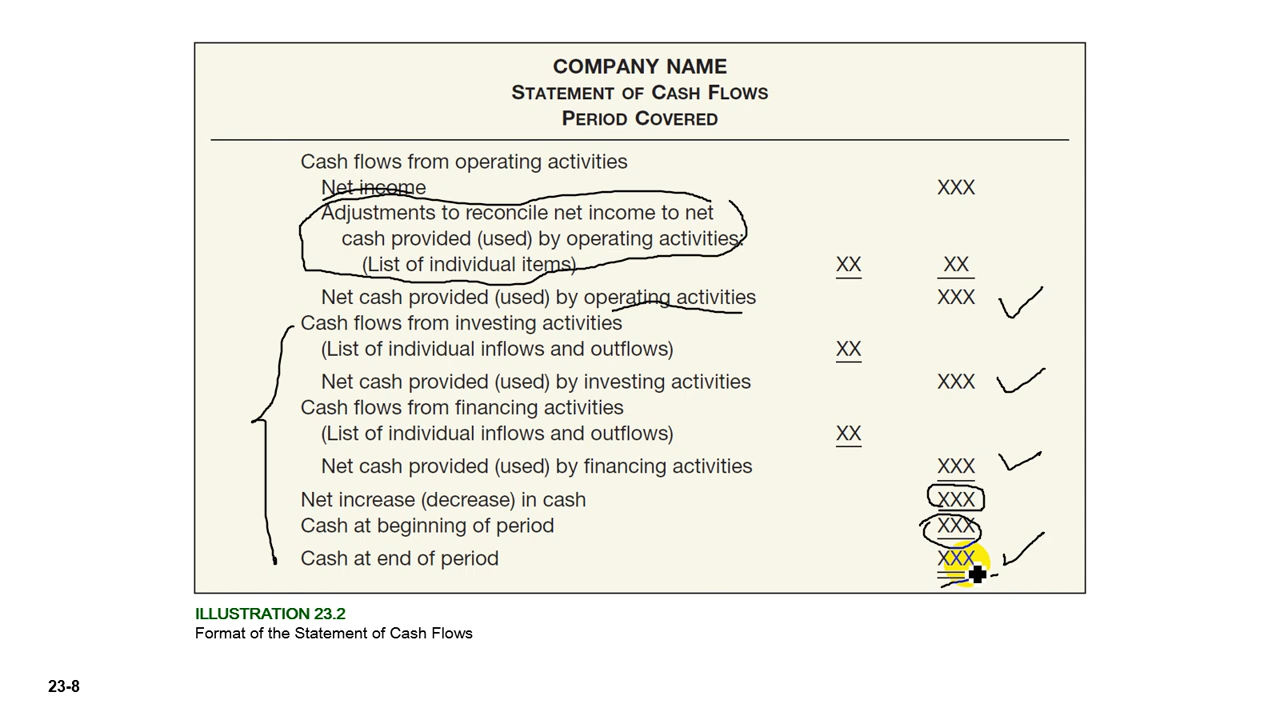 COMPANY NAME
STATEMENT OF CASH FLOWS
PERIOD COVERED
Cash flows from operating activities
Net income XXX
Adjustments to reconcile net income to net
cash provided (used) by operating activities:
(List of individual items) XX XX
Net cash provided (used) by operating activities XXX
Cash flows from investing activities
(List of individual inflows and outflows) XX
Net cash provided (used) by investing activities XXX
Cash flows from financing activities
(List of individual inflows and outflows) XX
Net cash provided (used) by financing activities XXX
Net increase (decrease) in cash XXX
Cash at beginning of period XXX
Cash at end of period XXX
ILLUSTRATION 23.2
Format of the Statement of Cash Flows
23-8